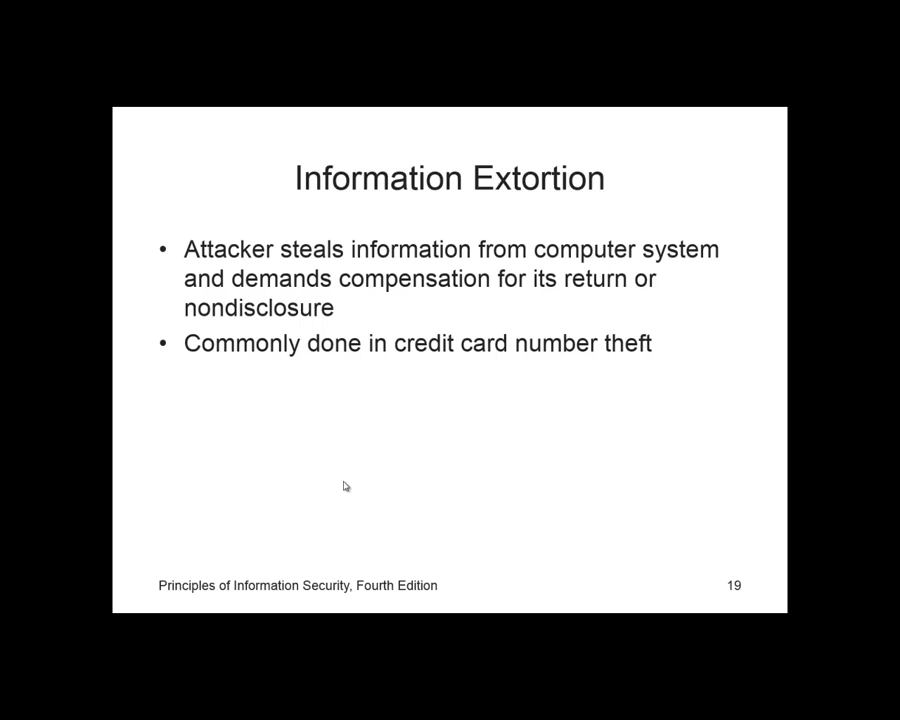 Information Extortion
• Attacker steals information from computer system
and demands compensation for its return or
nondisclosure
• Commonly done in credit card number theft
Principles of Information Security, Fourth Edition
19